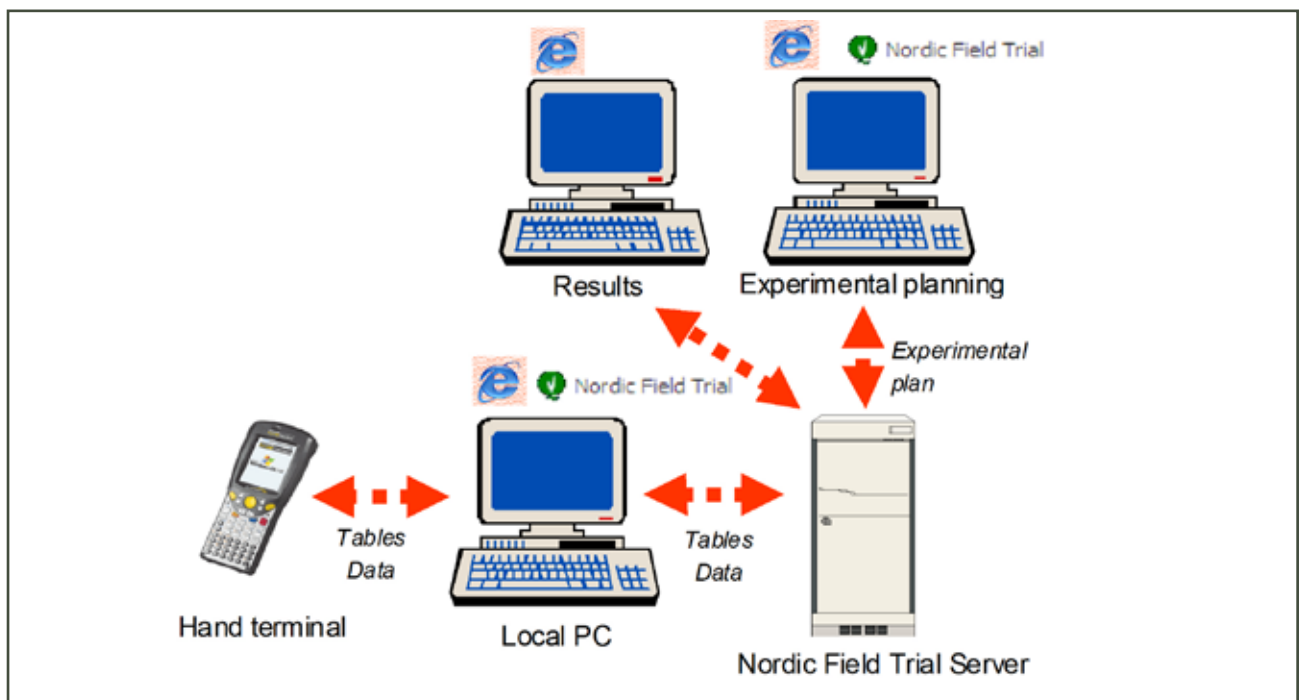 Nordic Field Trial
Results
Experimental planning
Experimental
plan
Nordic Field Trial
Tables
Data
Tables
Data
Hand terminal
Local PC
Nordic Field Trial Server